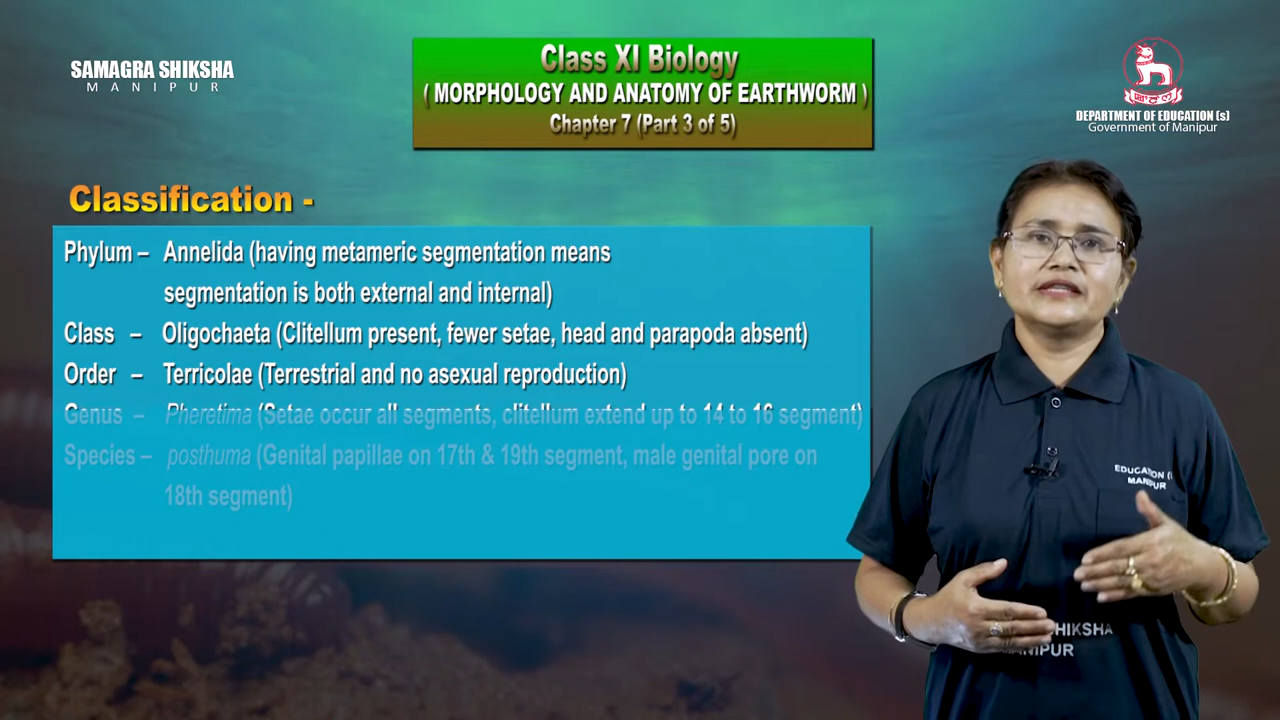 SAMAGRA SHIKSHA
MANIPUR
Class XI Biology
( MORPHOLOGY AND ANATOMY OF EARTHWORM )
Chapter 7 (Part 3 of 5)
DEPARTMENT OF EDUCATION (s)
Government of Manipur
Classification -
Phylum – Annelida (having metameric segmentation means
segmentation is both external and internal)
Class – Oligochaeta (Clitellum present, fewer setae, head and parapoda absent)
Order – Terricolae (Terrestrial and no asexual reproduction)
Genus – Pheretima (Setae occur all segments, clitellum extend up to 14 to 16 segment)
Species – posthuma (Genital papillae on 17th & 19th segment, male genital pore on
18th segment)
EDUCATION (
MANIPUR
HIKSHA
MANIPUR